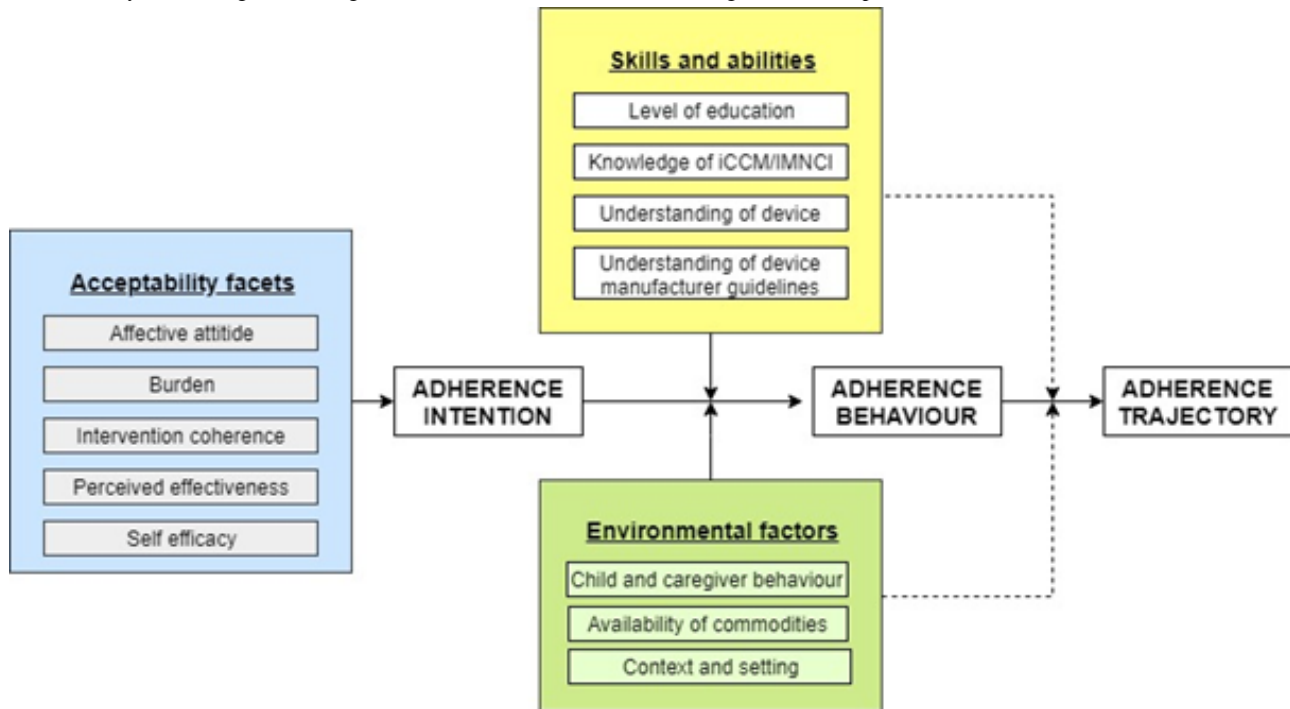 Skills and abilities
Level of education
Knowledge of iCCM/IMNCI
Understanding of device
Understanding of device
manufacturer guidelines
Acceptability facets
Affective attitide
Burden
Intervention coherence
Perceived effectiveness
Self efficacy
ADHERENCE
INTENTION
ADHERENCE
BEHAVIOUR
ADHERENCE
TRAJECTORY
Environmental factors
Child and caregiver behaviour
Availability of commodities
Context and setting